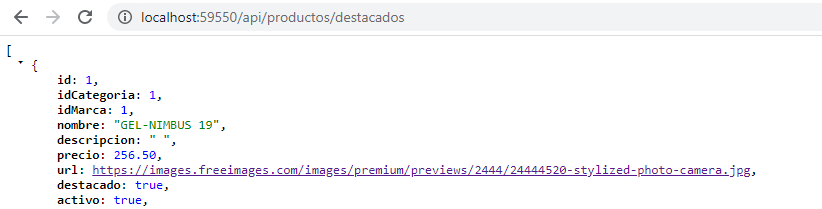 localhost:59550/api/productos/destacados
[
{
id: 1,
idCategoria: 1,
idMarca: 1,
nombre: "GEL-NIMBUS 19",
descripcion: " ",
precio: 256.50,
url: https://images.freeimages.com/images/premium/previews/2444/24444520-stylized-photo-camera.jpg,
destacado: true,
activo: true,